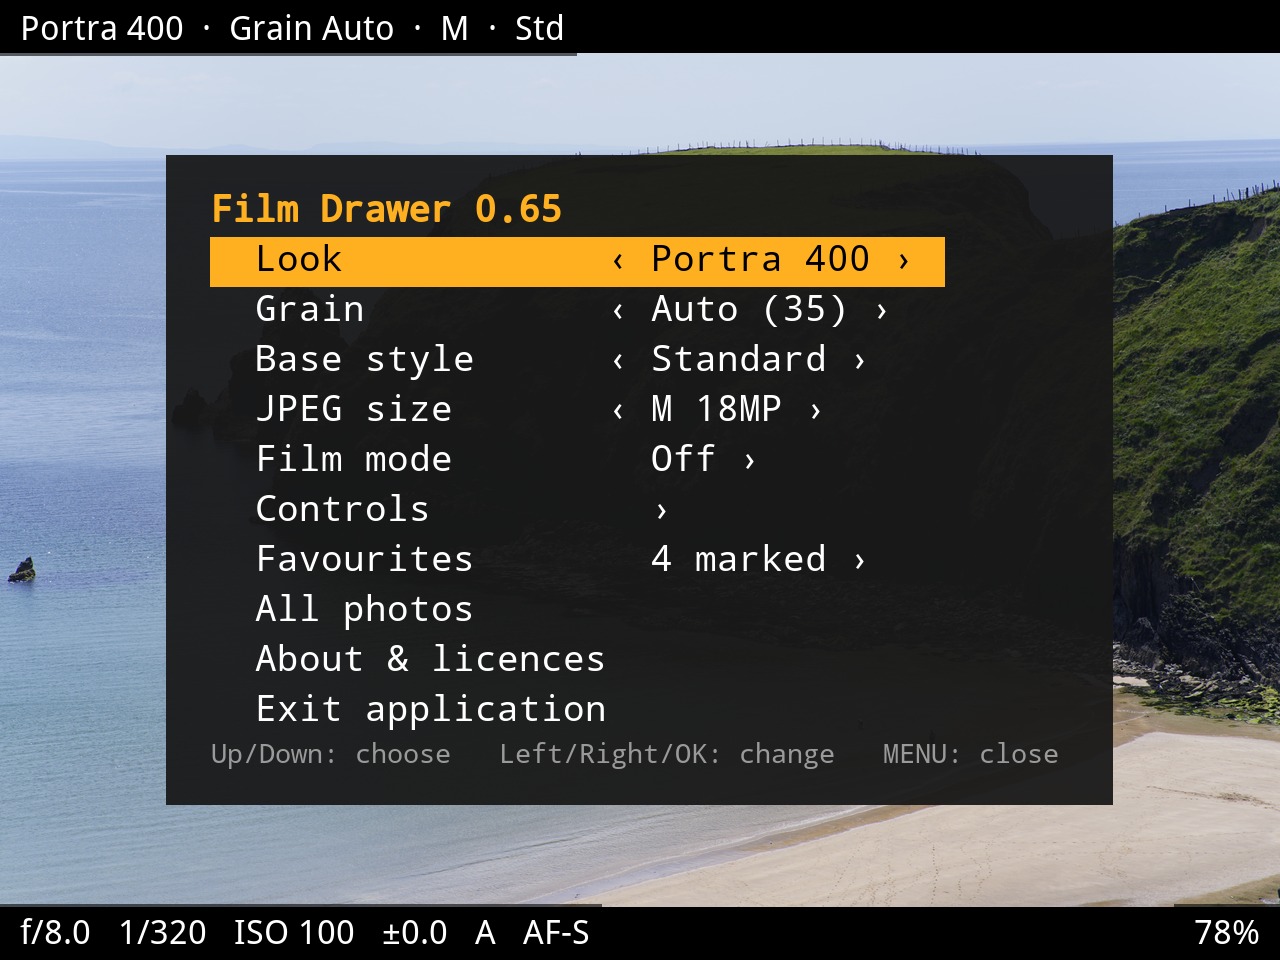 Portra 400 · Grain Auto · M · Std
Film Drawer 0.65
Look ‹ Portra 400 ›
Grain ‹ Auto (35) ›
Base style ‹ Standard ›
JPEG size ‹ M 18MP ›
Film mode Off ›
Controls ›
Favourites 4 marked ›
All photos
About & licences
Exit application
Up/Down: choose Left/Right/OK: change MENU: close
f/8.0 1/320 ISO 100 ±0.0 A AF-S 78%